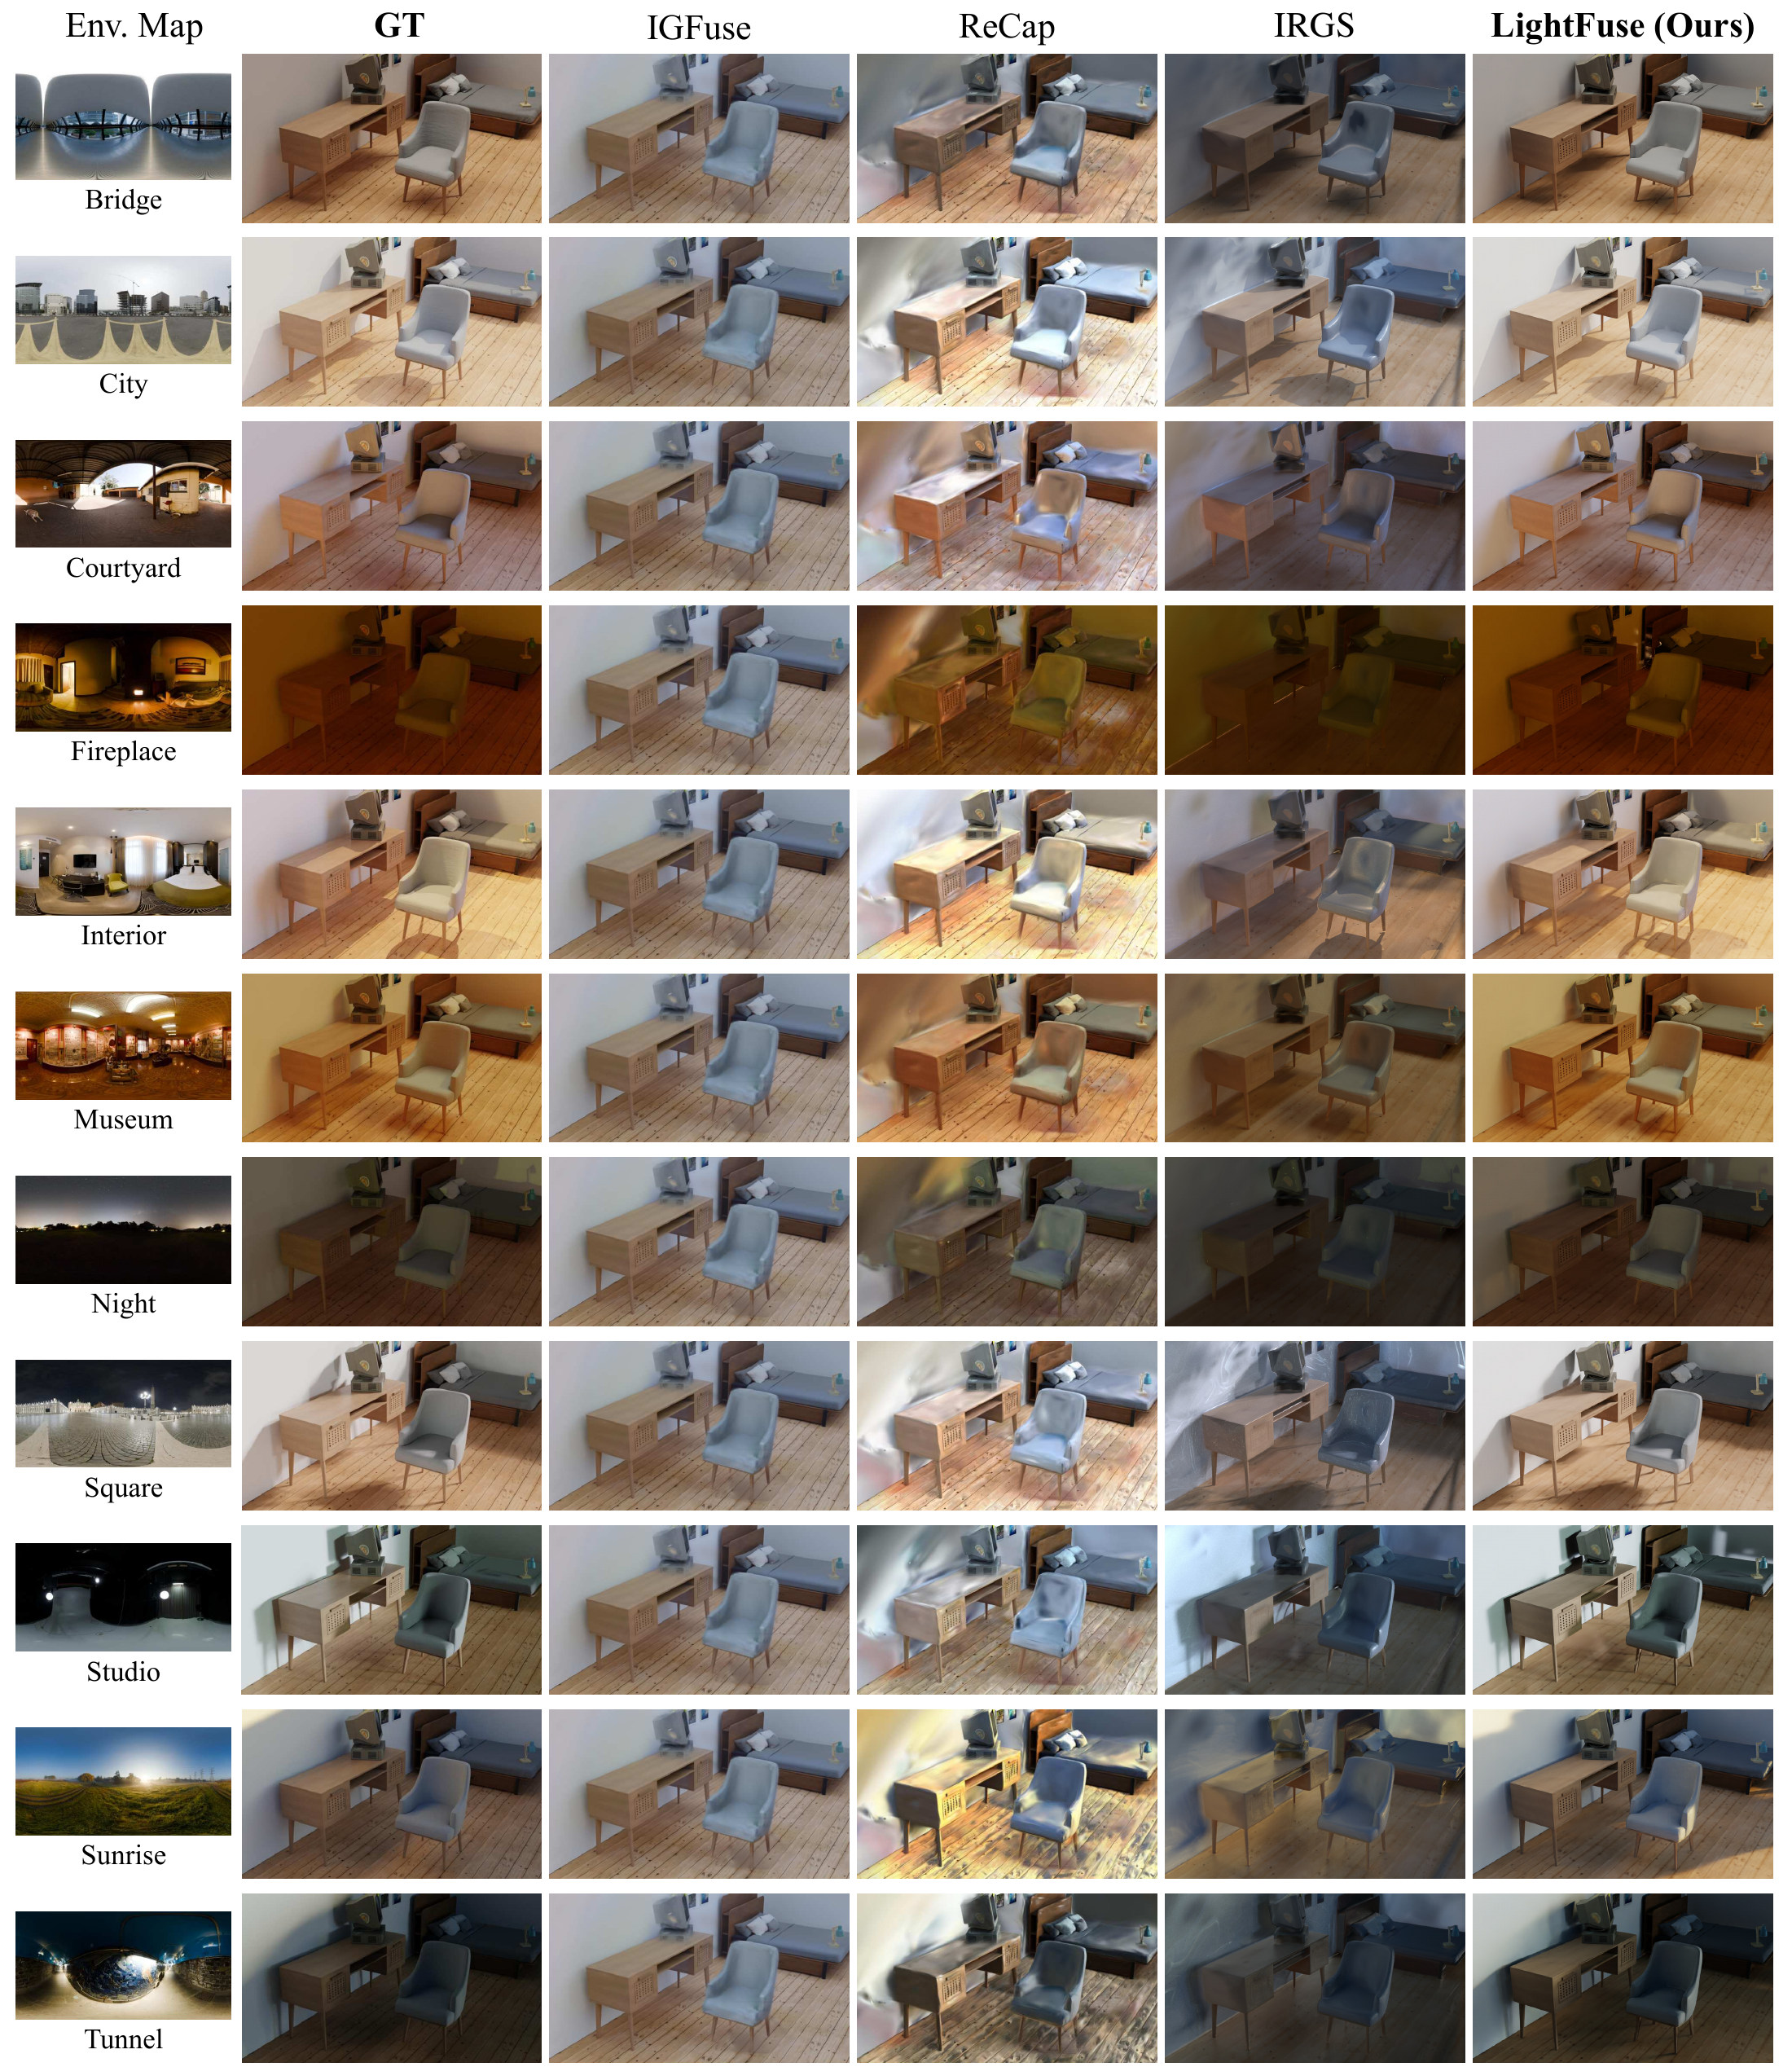 Env. Map GT IGFuse ReCap IRGS LightFuse (Ours)
Bridge
City
Courtyard
Fireplace
Interior
Museum
Night
Square
Studio
Sunrise
Tunnel